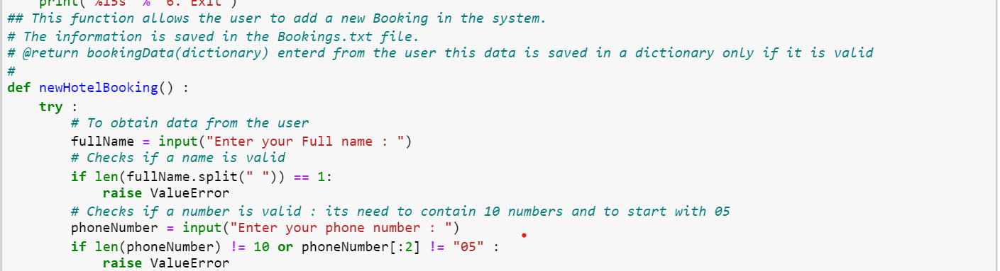 print("%15s" % "6. Exit")
## This function allows the user to add a new Booking in the system.
# The information is saved in the Bookings.txt file.
# @return bookingData(dictionary) enterd from the user this data is saved in a dictionary only if it is valid
#
def newHotelBooking() :
    try :
        # To obtain data from the user
        fullName = input("Enter your Full name : ")
        # Checks if a name is valid
        if len(fullName.split(" ")) == 1:
            raise ValueError
        # Checks if a number is valid : its need to contain 10 numbers and to start with 05
        phoneNumber = input("Enter your phone number : ")
        if len(phoneNumber) != 10 or phoneNumber[:2] != "05" :
            raise ValueError